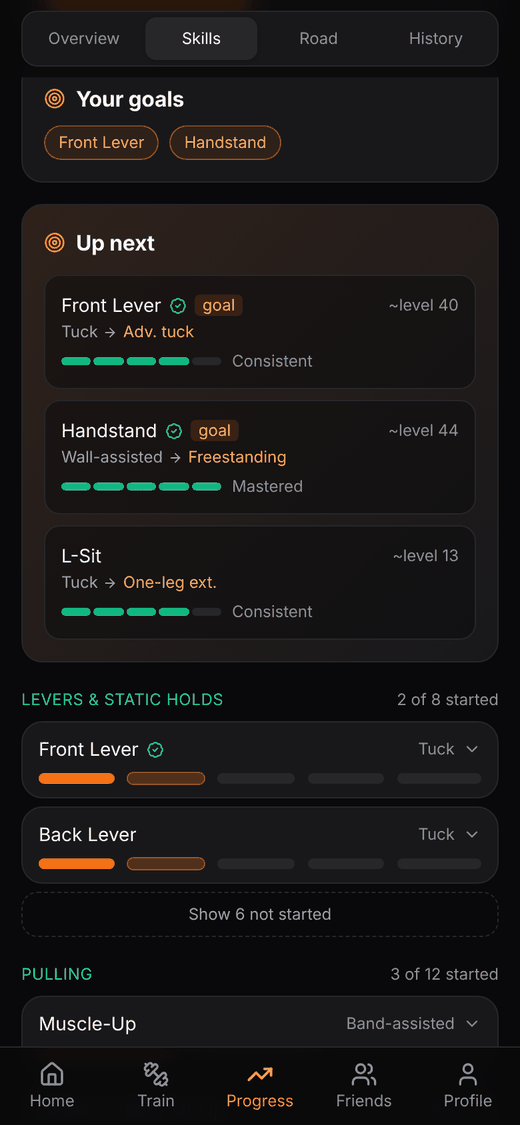 Overview Skills Road History
Your goals
Front Lever Handstand
Up next
Front Lever goal ~level 40
Tuck → Adv. tuck
Consistent
Handstand goal ~level 44
Wall-assisted → Freestanding
Mastered
L-Sit ~level 13
Tuck → One-leg ext.
Consistent
LEVERS & STATIC HOLDS 2 of 8 started
Front Lever Tuck
Back Lever Tuck
Show 6 not started
PULLING 3 of 12 started
Muscle-Up Band-assisted
Home Train Progress Friends Profile